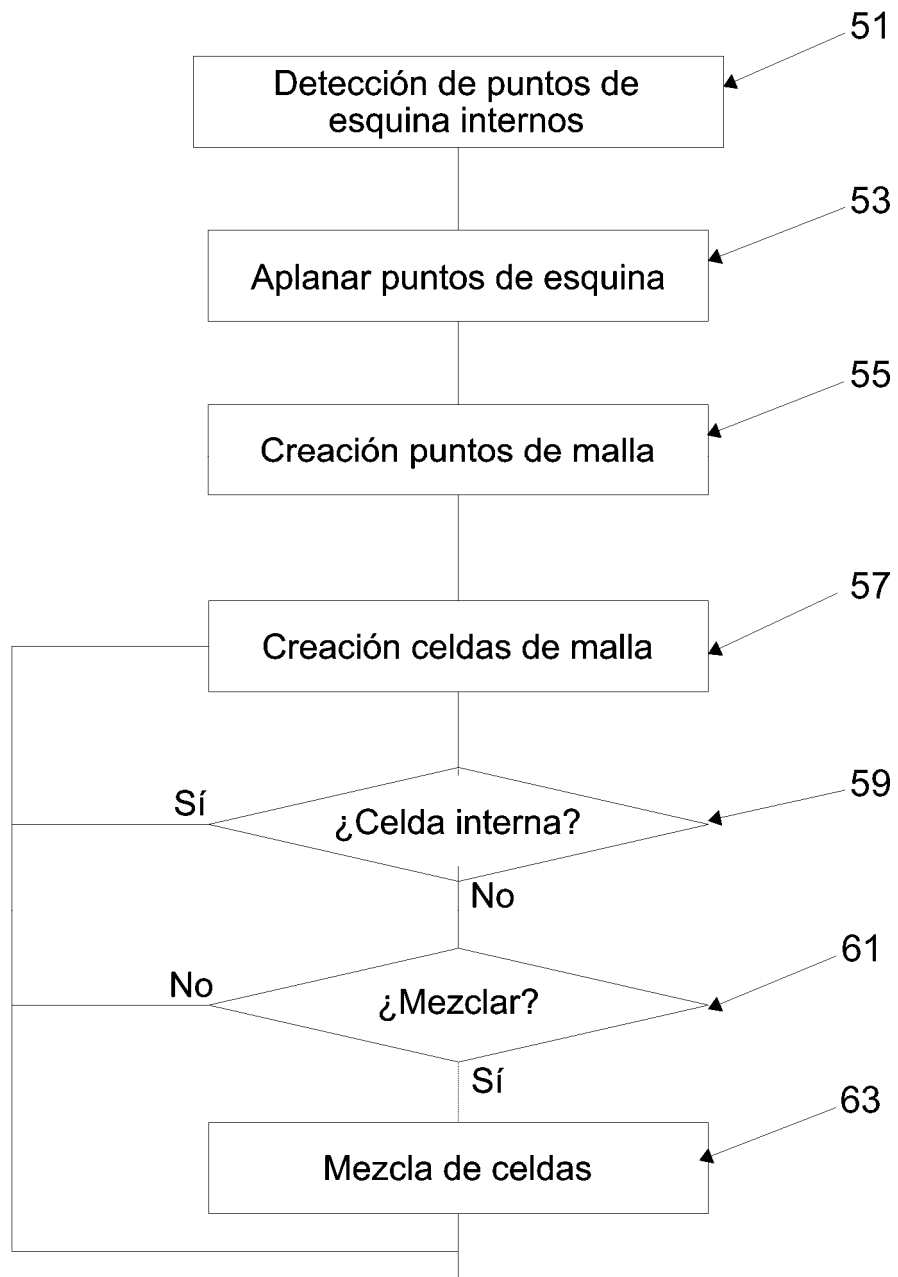 51
Detección de puntos de
esquina internos
53
Aplanar puntos de esquina
55
Creación puntos de malla
57
Creación celdas de malla
59
Sí
¿Celda interna?
No
61
No
¿Mezclar?
Sí
63
Mezcla de celdas